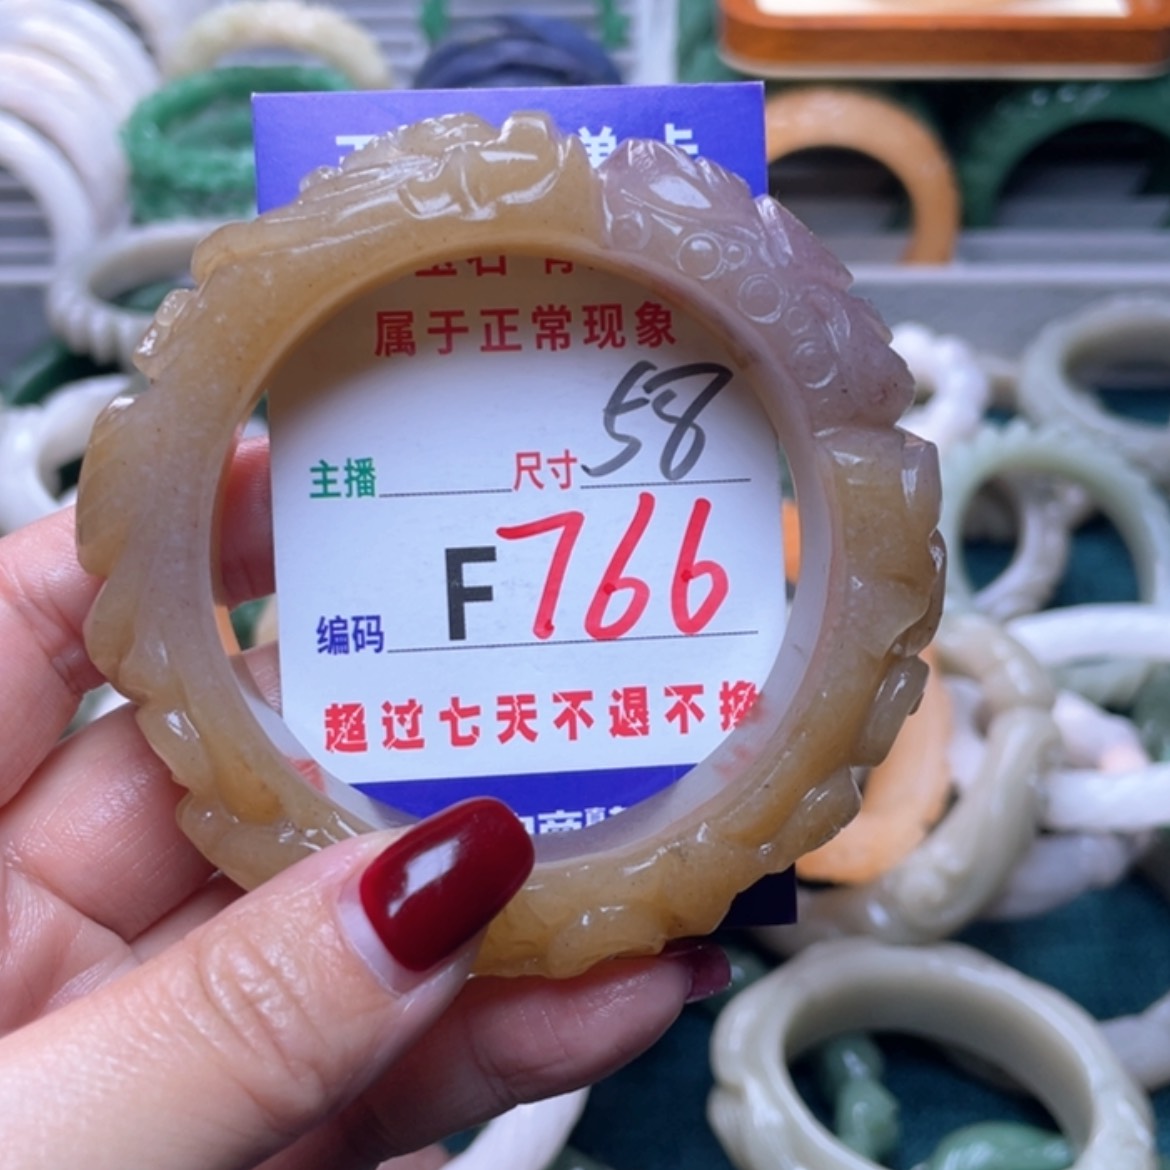 属于正常现象
主播 尺寸 58
编码 F766
超过七天不退不换